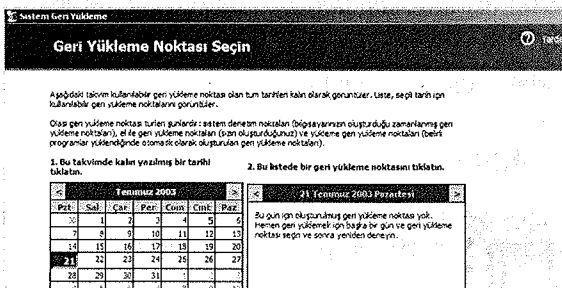 Sistem Geri Yükleme
Geri Yükleme Noktası Seçin
Aşağıdaki takvim kullanılabilir geri yükleme noktası olan tüm tarihleri kalın olarak görüntüler. Liste, seçili tarih için
kullanılabilir geri yükleme noktalarını görüntüler.
Olası geri yükleme noktası türleri şunlardır: sistem denetim noktaları (bilgisayarınızın oluşturduğu zamanlanmış geri
yükleme noktaları), el ile geri yükleme noktaları (sizin oluşturduğunuz) ve yükleme geri yükleme noktaları (belirli
programlar yüklendiğinde otomatik olarak oluşturulan geri yükleme noktaları).
1. Bu takvimde kalın yazılmış bir tarihi
tıklatın.
2. Bu listede bir geri yükleme noktasını tıklatın.
< Temmuz 2003 >
< 21 Temmuz 2003 Pazartesi >
Pzt Sal Çar Per Cum Cmt Paz
30 1 2 3 4 5 6
7 8 9 10 11 12 13
14 15 16 17 18 19 20
21 22 23 24 25 26 27
28 29 30 31
Bu gün için oluşturulmuş geri yükleme noktası yok.
Hemen geri yüklemek için başka bir gün ve geri yükleme
noktası seçin ve sonra yeniden deneyin.